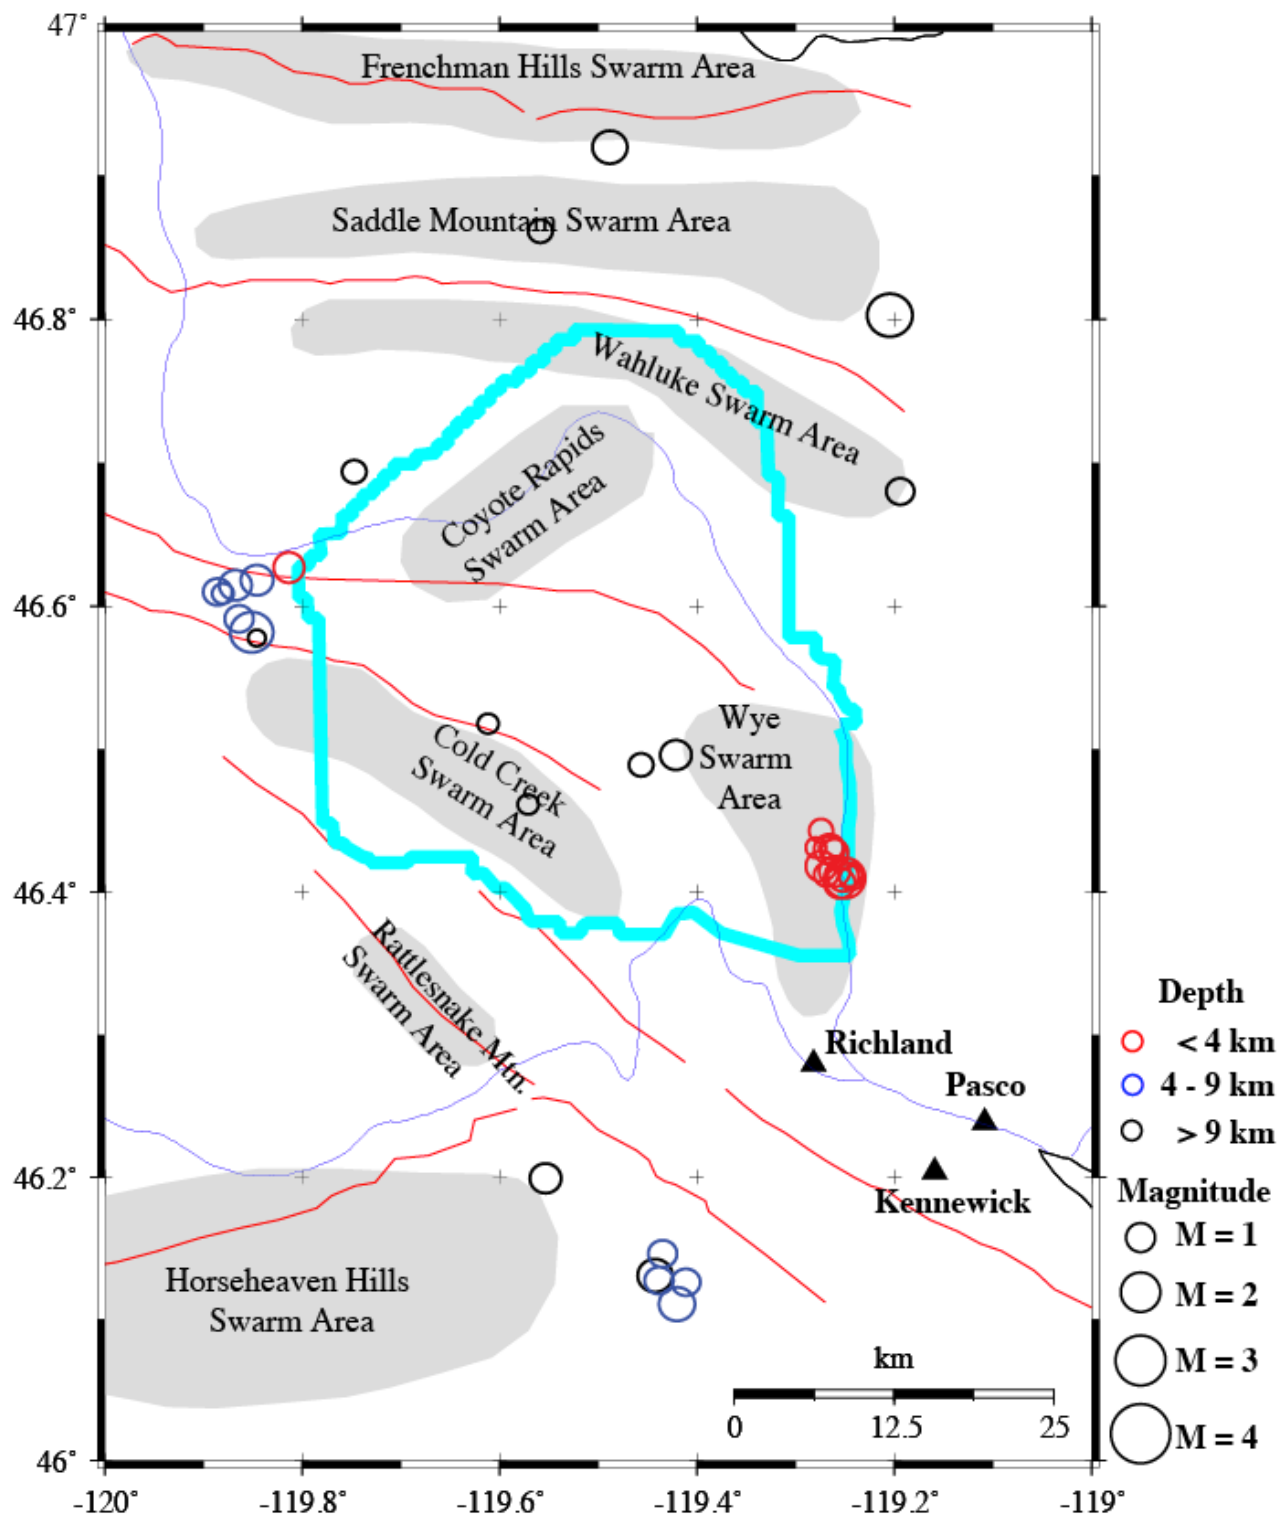 47°
Frenchman Hills Swarm Area
Saddle Mountain Swarm Area
46.8°
Wahluke Swarm Area
Coyote Rapids
Swarm Area
46.6°
Wye
Swarm
Area
Cold Creek
Swarm Area
46.4°
Rattlesnake Mtn.
Swarm Area
Depth
< 4 km
4 - 9 km
> 9 km
Richland
Pasco
Kennewick
46.2°
Magnitude
M = 1
M = 2
M = 3
M = 4
Horseheaven Hills
Swarm Area
km
0 12.5 25
46°
-120° -119.8° -119.6° -119.4° -119.2° -119°